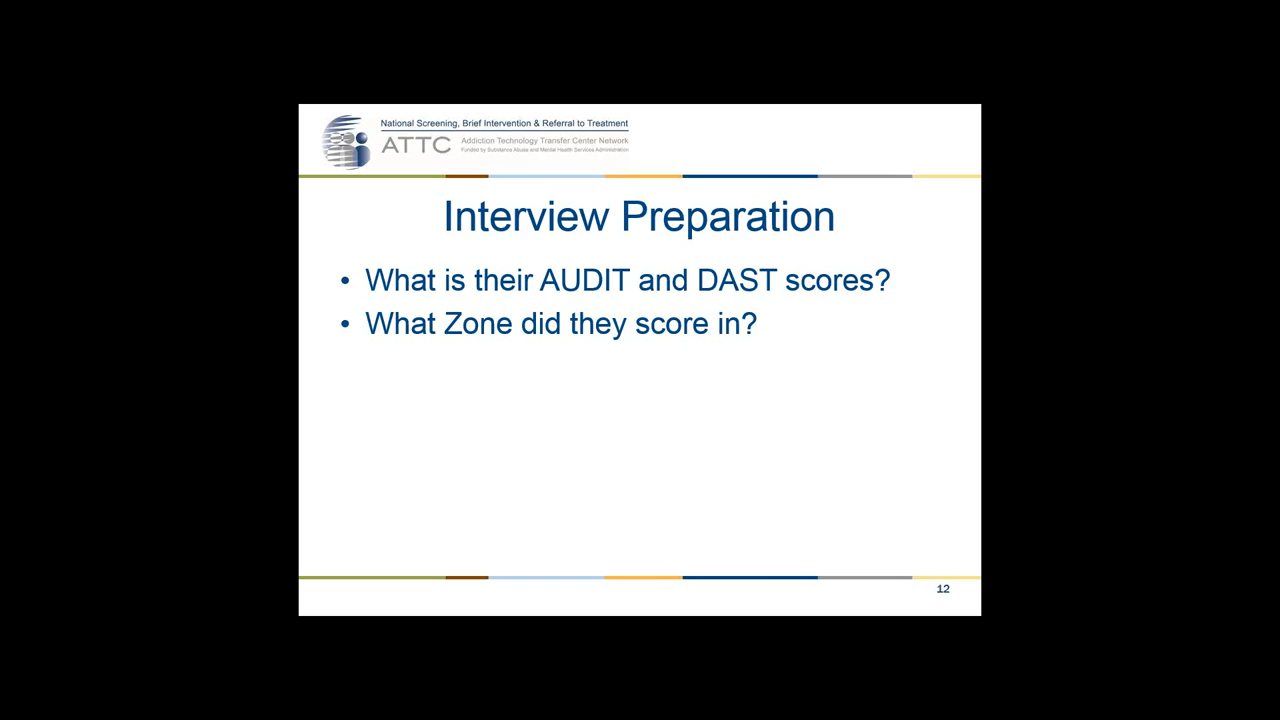 National Screening, Brief Intervention & Referral to Treatment
ATTC Addiction Technology Transfer Center Network
Funded by Substance Abuse and Mental Health Services Administration
Interview Preparation
• What is their AUDIT and DAST scores?
• What Zone did they score in?
12